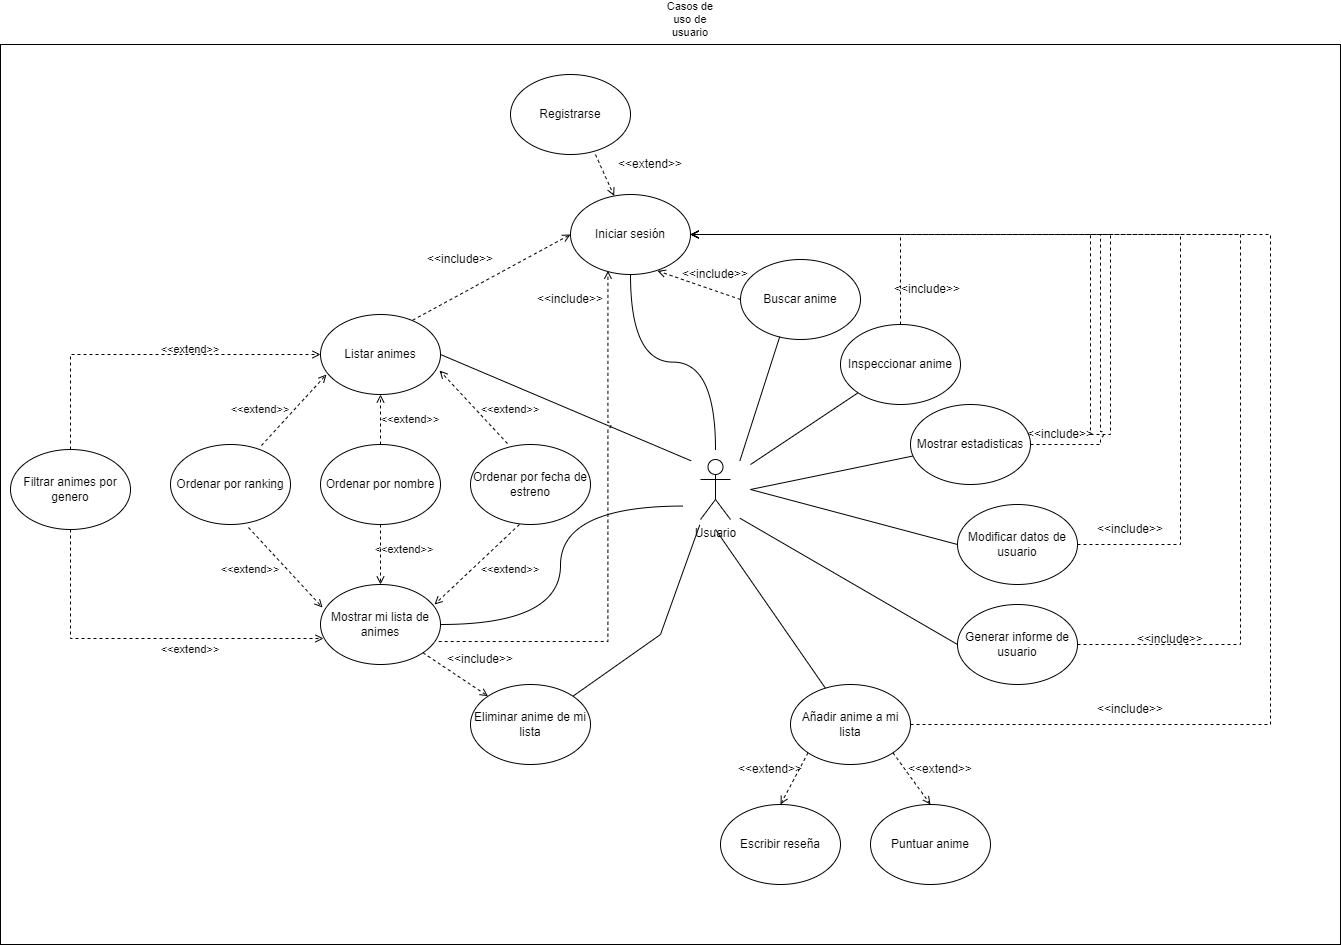 Casos de
uso de
usuario
Registrarse
<<extend>>
Iniciar sesión
<<include>>
<<include>>
<<include>>
Buscar anime
<<include>>
Listar animes
<<extend>>
Inspeccionar anime
<<extend>>
<<extend>>
<<extend>>
Mostrar estadisticas
<<include>>
Filtrar animes por
genero
Ordenar por ranking
Ordenar por nombre
Ordenar por fecha de
estreno
Usuario
Modificar datos de
usuario
<<include>>
<<extend>>
<<extend>>
<<extend>>
Mostrar mi lista de
animes
<<extend>>
<<include>>
Generar informe de
usuario
<<include>>
Eliminar anime de mi
lista
Añadir anime a mi
lista
<<include>>
<<extend>>
<<extend>>
Escribir reseña
Puntuar anime